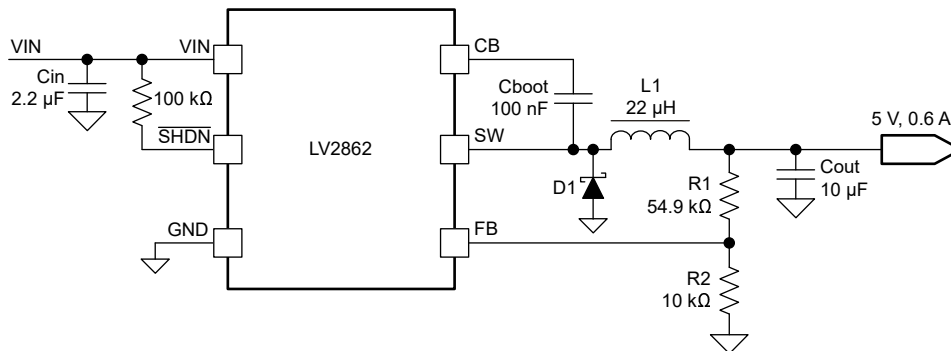 VIN
Cin
2.2 µF
100 kΩ
VIN
SHDN
GND
LV2862
CB
SW
FB
Cboot
100 nF
L1
22 µH
D1
R1
54.9 kΩ
R2
10 kΩ
Cout
10 µF
5 V, 0.6 A